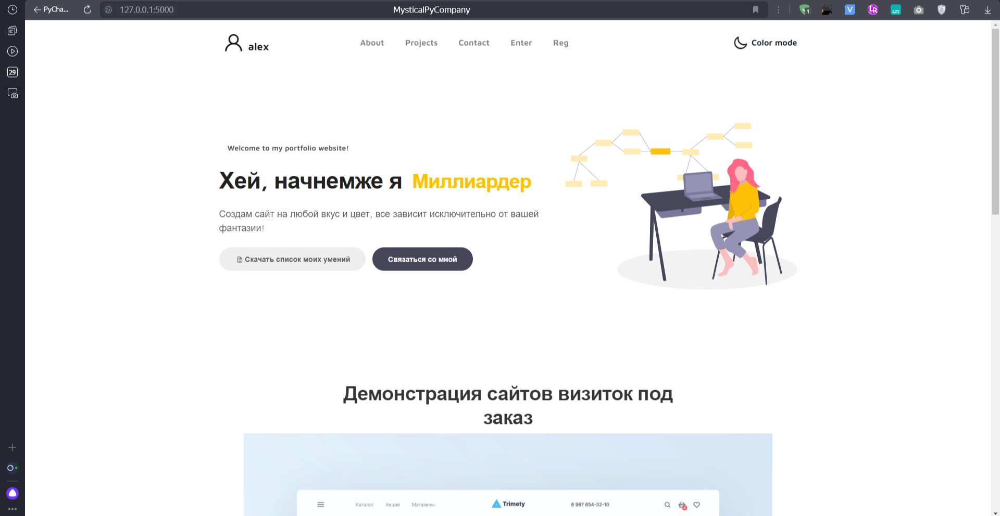 PyCha...
127.0.0.1:5000
MysticalPyCompany
1
V
LR
29
alex
About
Projects
Contact
Enter
Reg
Color mode
Welcome to my portfolio website!
Хей, начнемже я Миллиардер
Создам сайт на любой вкус и цвет, все зависит исключительно от вашей
фантазии!
Скачать список моих умений
Связаться со мной
Демонстрация сайтов визиток под
заказ
Каталог
Акции
Магазины
Trimety
8 987 654-32-10
4